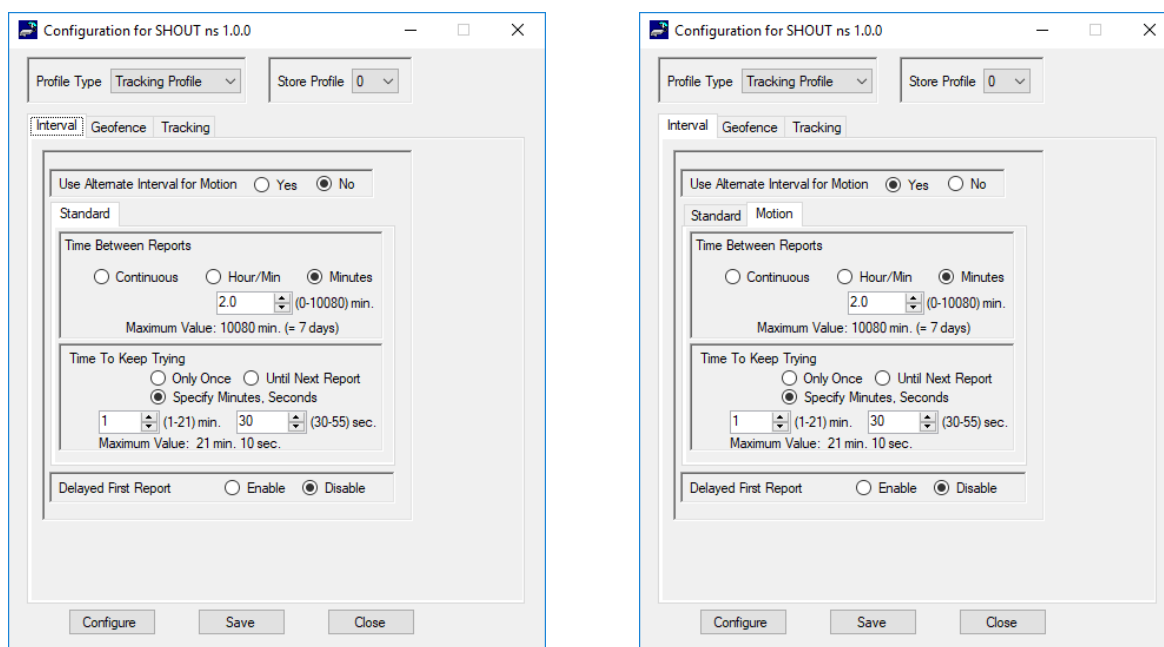 Configuration for SHOUT ns 1.0.0
Profile Type Tracking Profile Store Profile 0
Interval Geofence Tracking
Use Alternate Interval for Motion Yes No
Standard
Time Between Reports
Continuous Hour/Min Minutes
2.0 (0-10080) min.
Maximum Value: 10080 min. (= 7 days)
Time To Keep Trying
Only Once Until Next Report
Specify Minutes, Seconds
1 (1-21) min. 30 (30-55) sec.
Maximum Value: 21 min. 10 sec.
Delayed First Report Enable Disable
Configure Save Close
Configuration for SHOUT ns 1.0.0
Profile Type Tracking Profile Store Profile 0
Interval Geofence Tracking
Use Alternate Interval for Motion Yes No
Standard Motion
Time Between Reports
Continuous Hour/Min Minutes
2.0 (0-10080) min.
Maximum Value: 10080 min. (= 7 days)
Time To Keep Trying
Only Once Until Next Report
Specify Minutes, Seconds
1 (1-21) min. 30 (30-55) sec.
Maximum Value: 21 min. 10 sec.
Delayed First Report Enable Disable
Configure Save Close